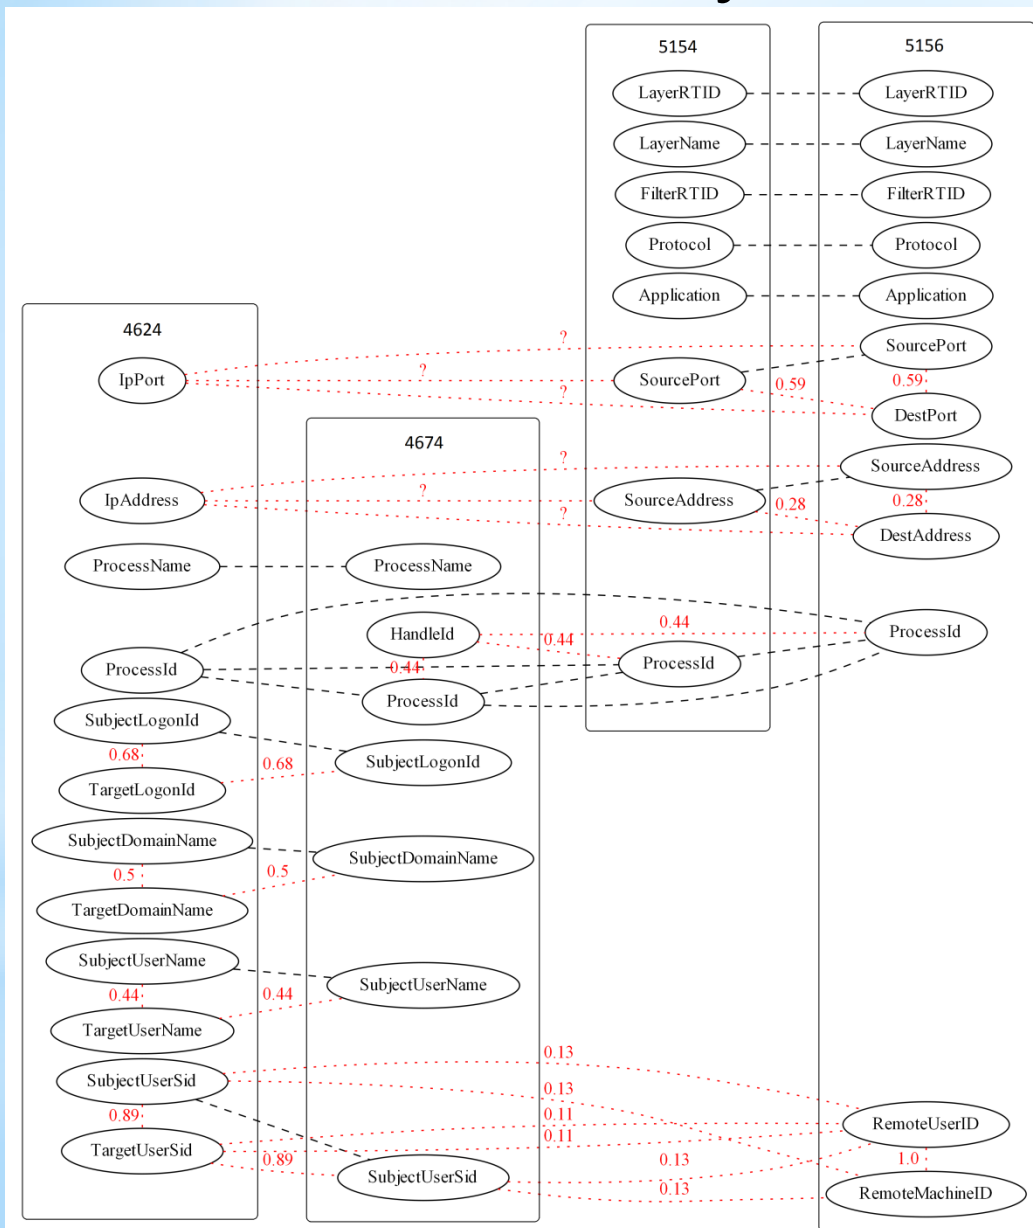 5154
5156
LayerRTID
LayerRTID
LayerName
LayerName
FilterRTID
FilterRTID
Protocol
Protocol
Application
Application
4624
?
SourcePort
IpPort
?
SourcePort
0.59
0.59
?
DestPort
4674
?
SourceAddress
IpAddress
?
SourceAddress
0.28
0.28
?
DestAddress
ProcessName
ProcessName
HandleId
0.44
0.44
ProcessId
ProcessId
0.44
ProcessId
ProcessId
SubjectLogonId
0.68
0.68
SubjectLogonId
TargetLogonId
SubjectDomainName
SubjectDomainName
0.5
0.5
TargetDomainName
SubjectUserName
SubjectUserName
0.44
0.44
TargetUserName
0.13
SubjectUserSid
0.13
0.89
0.11
RemoteUserID
0.11
TargetUserSid
0.89
0.13
1.0
SubjectUserSid
0.13
RemoteMachineID